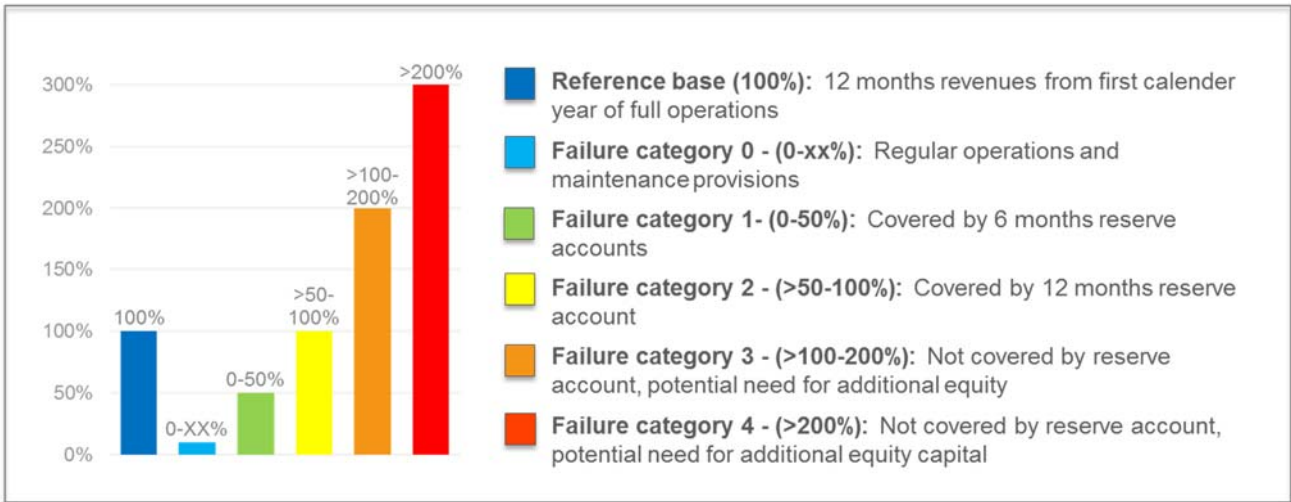 300%
250%
200%
150%
100%
50%
0%
100%
0-XX%
0-50%
>50-
100%
>100-
200%
>200%
Reference base (100%): 12 months revenues from first calender
year of full operations
Failure category 0 - (0-xx%): Regular operations and
maintenance provisions
Failure category 1- (0-50%): Covered by 6 months reserve
accounts
Failure category 2 - (>50-100%): Covered by 12 months reserve
account
Failure category 3 - (>100-200%): Not covered by reserve
account, potential need for additional equity
Failure category 4 - (>200%): Not covered by reserve account,
potential need for additional equity capital